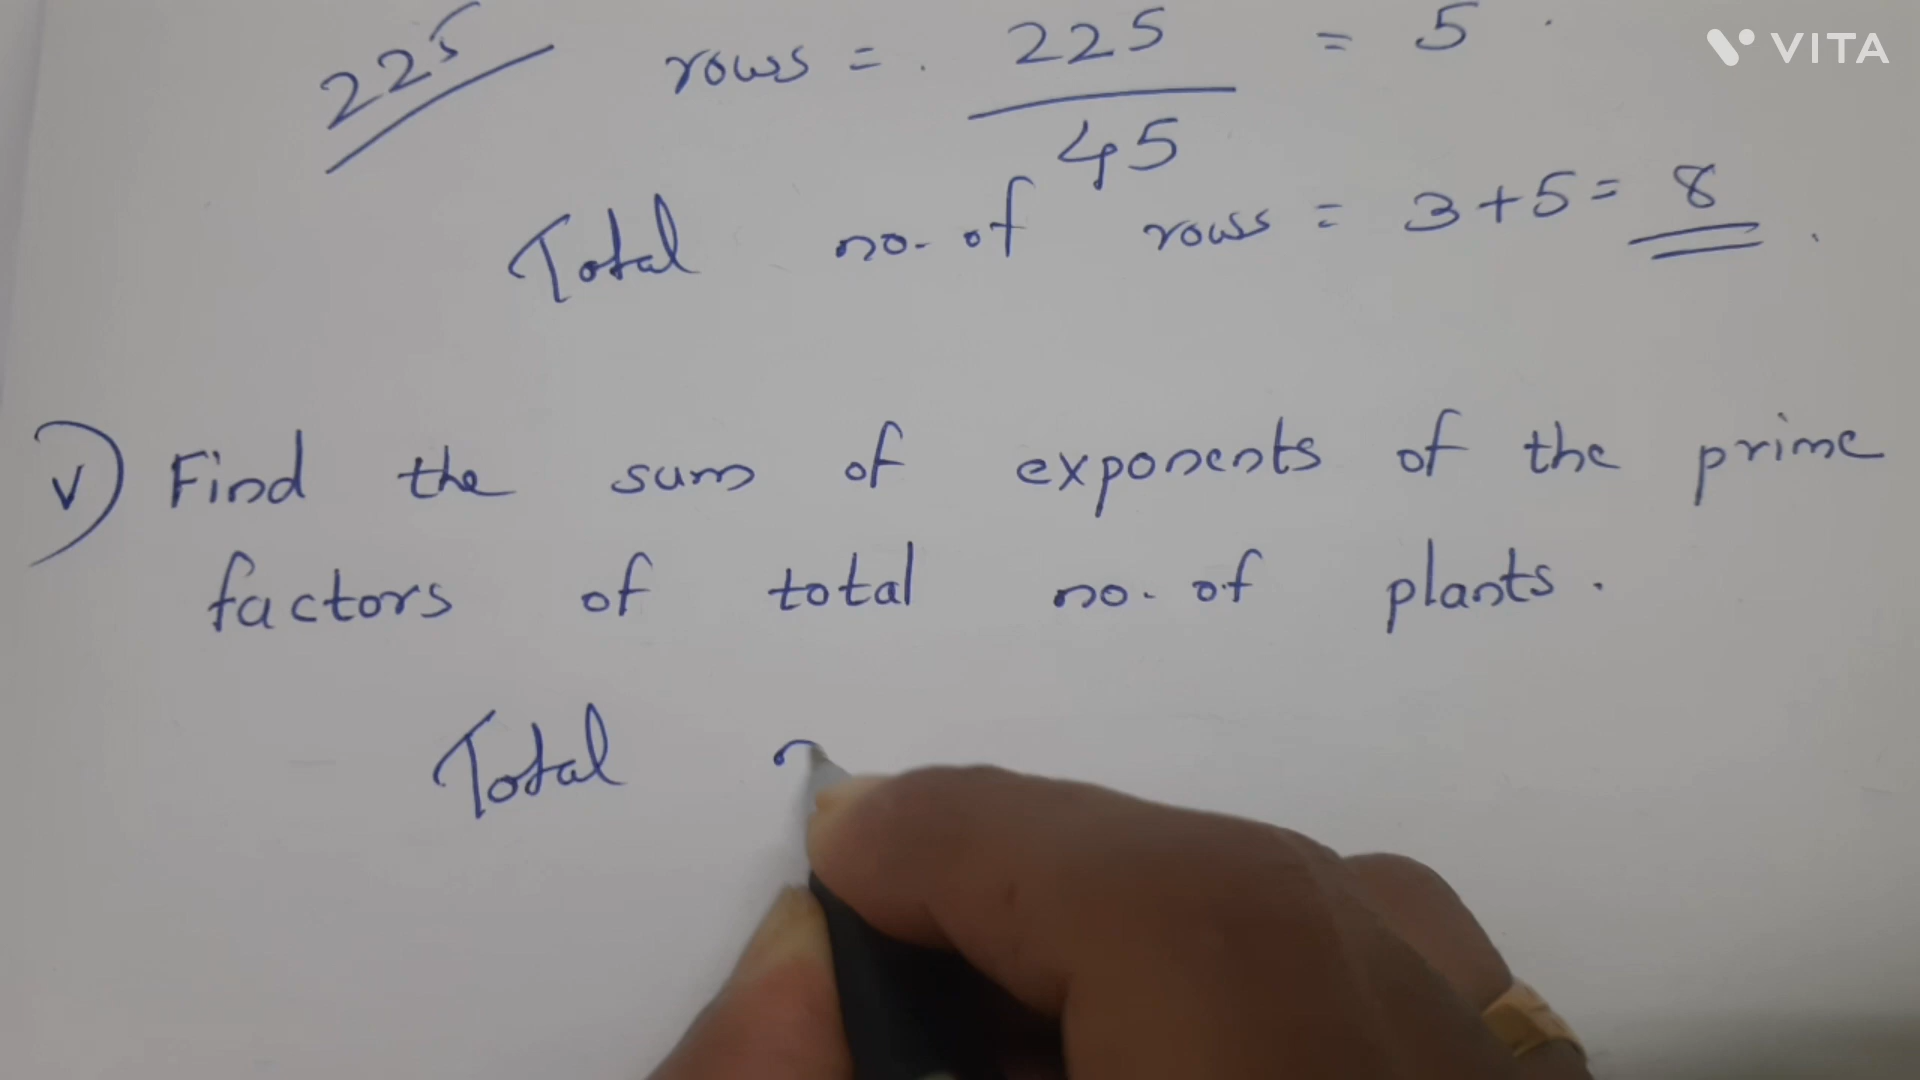 225 rows = . 225 = 5 .
45
Total no. of rows = 3+5= 8 .
v) Find the sum of exponents of the prime
factors of total no. of plants.
Total n
VITA